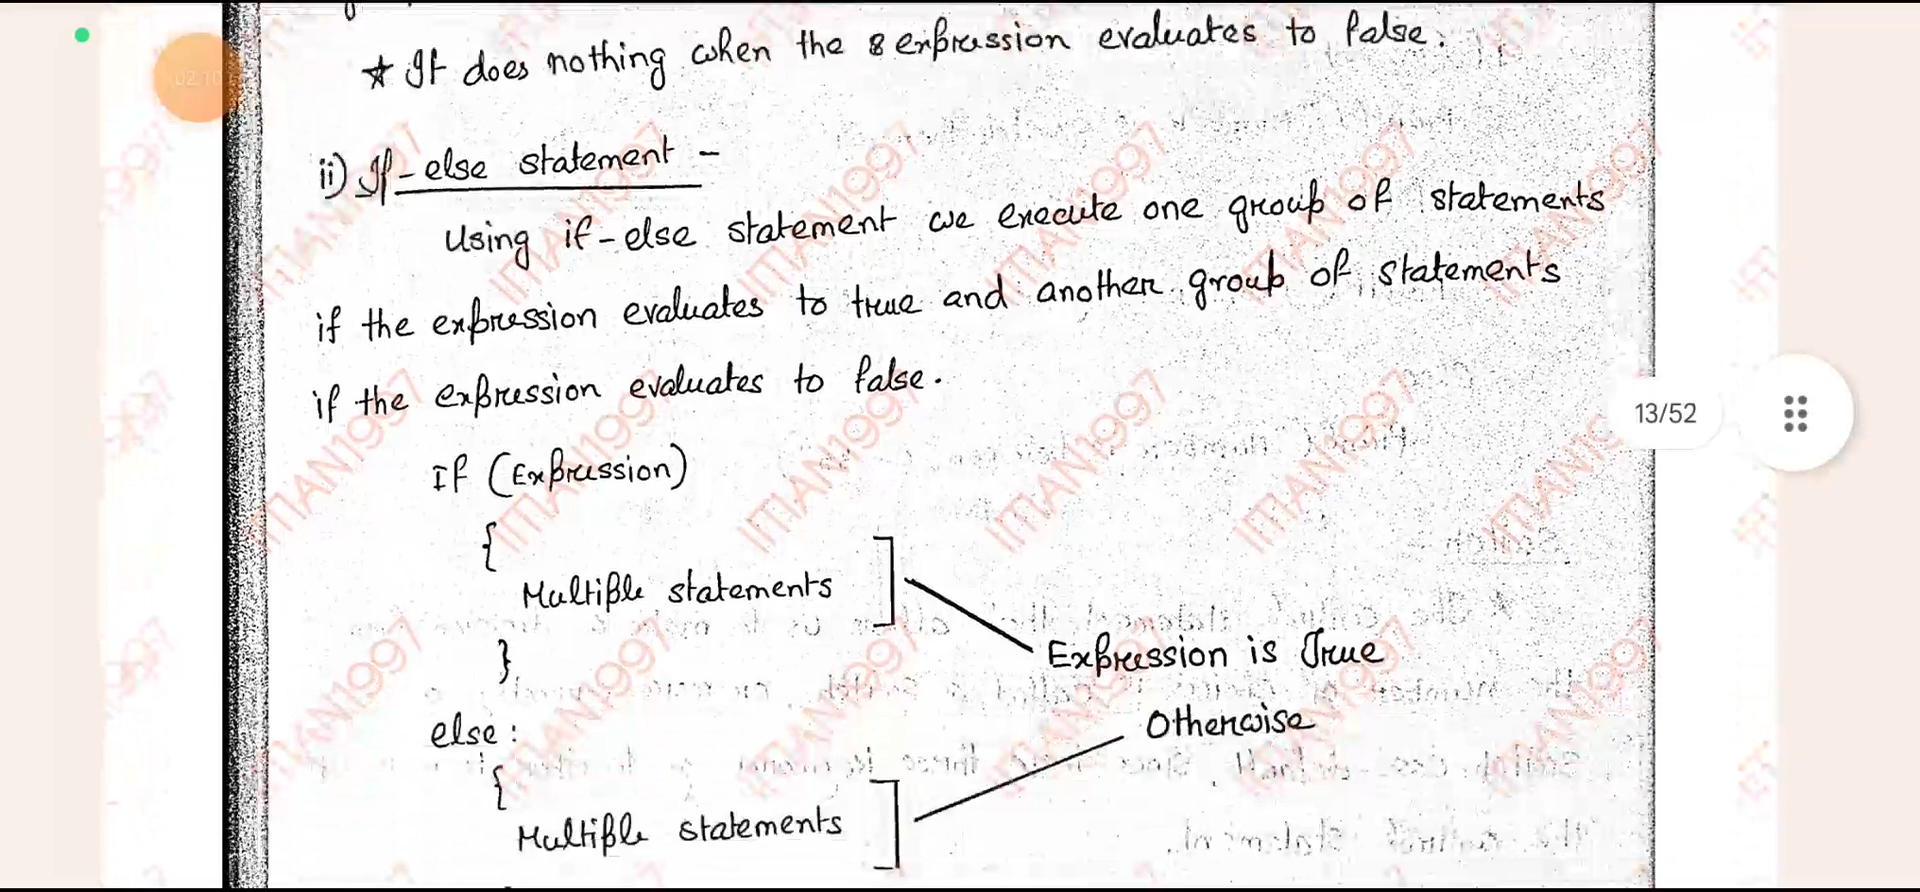 ★ It does nothing when the expression evaluates to false.
ii) If-else statement -
Using if-else statement we execute one group of statements
if the expression evaluates to true and another group of statements
if the expression evaluates to false.
If (Expression)
{
Multiple statements
}
Expression is True
else :
Otherwise
{
Multiple statements
13/52
IMAN1997